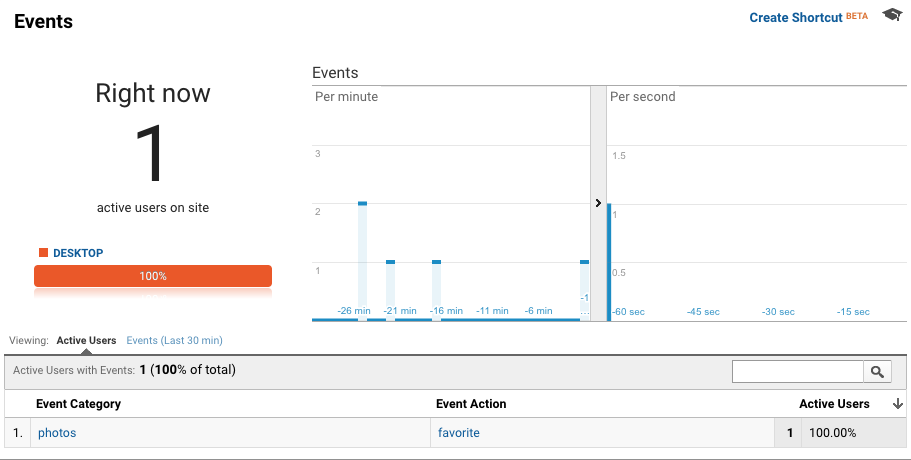 Events
Create Shortcut BETA
Right now
1
active users on site
DESKTOP
100%
Events
Per minute
Per second
3
2
1
1.5
1
0.5
-26 min -21 min -16 min -11 min -6 min -1 ...
-60 sec -45 sec -30 sec -15 sec
Viewing: Active Users Events (Last 30 min)
Active Users with Events: 1 (100% of total)
Event Category Event Action Active Users
1. photos favorite 1 100.00%